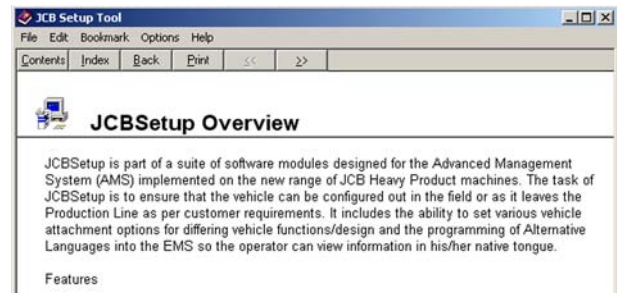 JCB Setup Tool
File Edit Bookmark Options Help
Contents Index Back Print << >>
JCBSetup Overview
JCBSetup is part of a suite of software modules designed for the Advanced Management
System (AMS) implemented on the new range of JCB Heavy Product machines. The task of
JCBSetup is to ensure that the vehicle can be configured out in the field or as it leaves the
Production Line as per customer requirements. It includes the ability to set various vehicle
attachment options for differing vehicle functions/design and the programming of Alternative
Languages into the EMS so the operator can view information in his/her native tongue.
Features